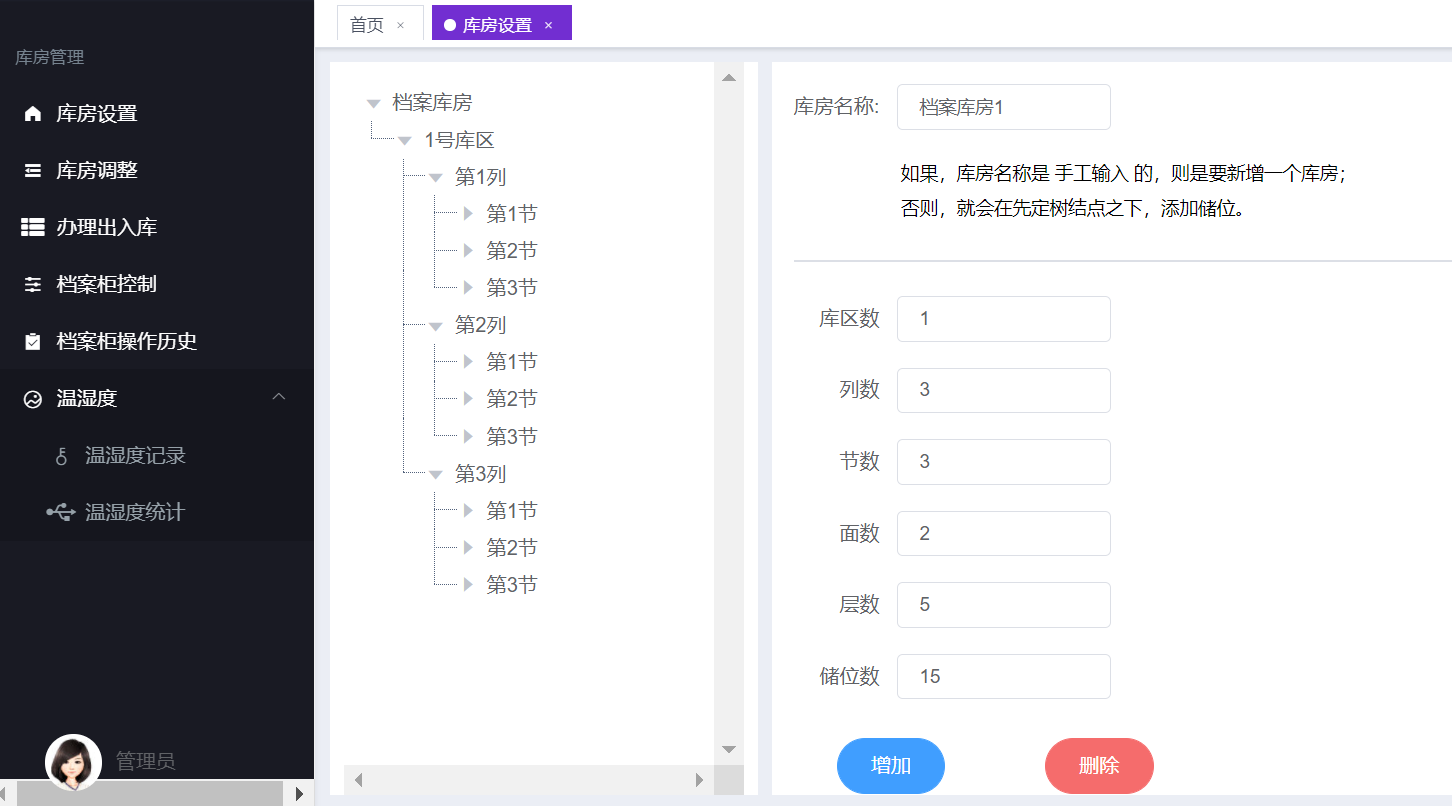 库房管理
库房设置
库房调整
办理出入库
档案柜控制
档案柜操作历史
温湿度
温湿度记录
温湿度统计
管理员
首页 ×
库房设置 ×
档案库房
1号库区
第1列
第1节
第2节
第3节
第2列
第1节
第2节
第3节
第3列
第1节
第2节
第3节
库房名称: 档案库房1
如果，库房名称是 手工输入 的，则是要新增一个库房；
否则，就会在先定树结点之下，添加储位。
库区数 1
列数 3
节数 3
面数 2
层数 5
储位数 15
增加 删除